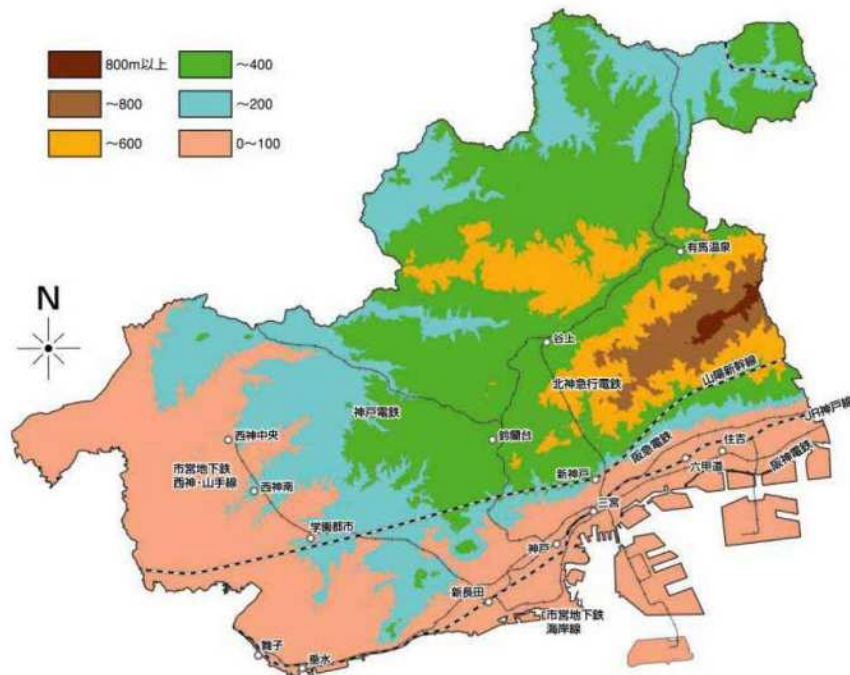 800m以上
～400
～800
～200
～600
0～100
N
有馬温泉
谷上
山陽新幹線
北神急行電鉄
神戸電鉄
JR神戸線
西神中央
鈴蘭台
阪急電鉄
住吉
市営地下鉄
西神・山手線
六甲道
阪神電鉄
西神南
新神戸
三宮
学園都市
神戸
新長田
市営地下鉄
海岸線
舞子
垂水